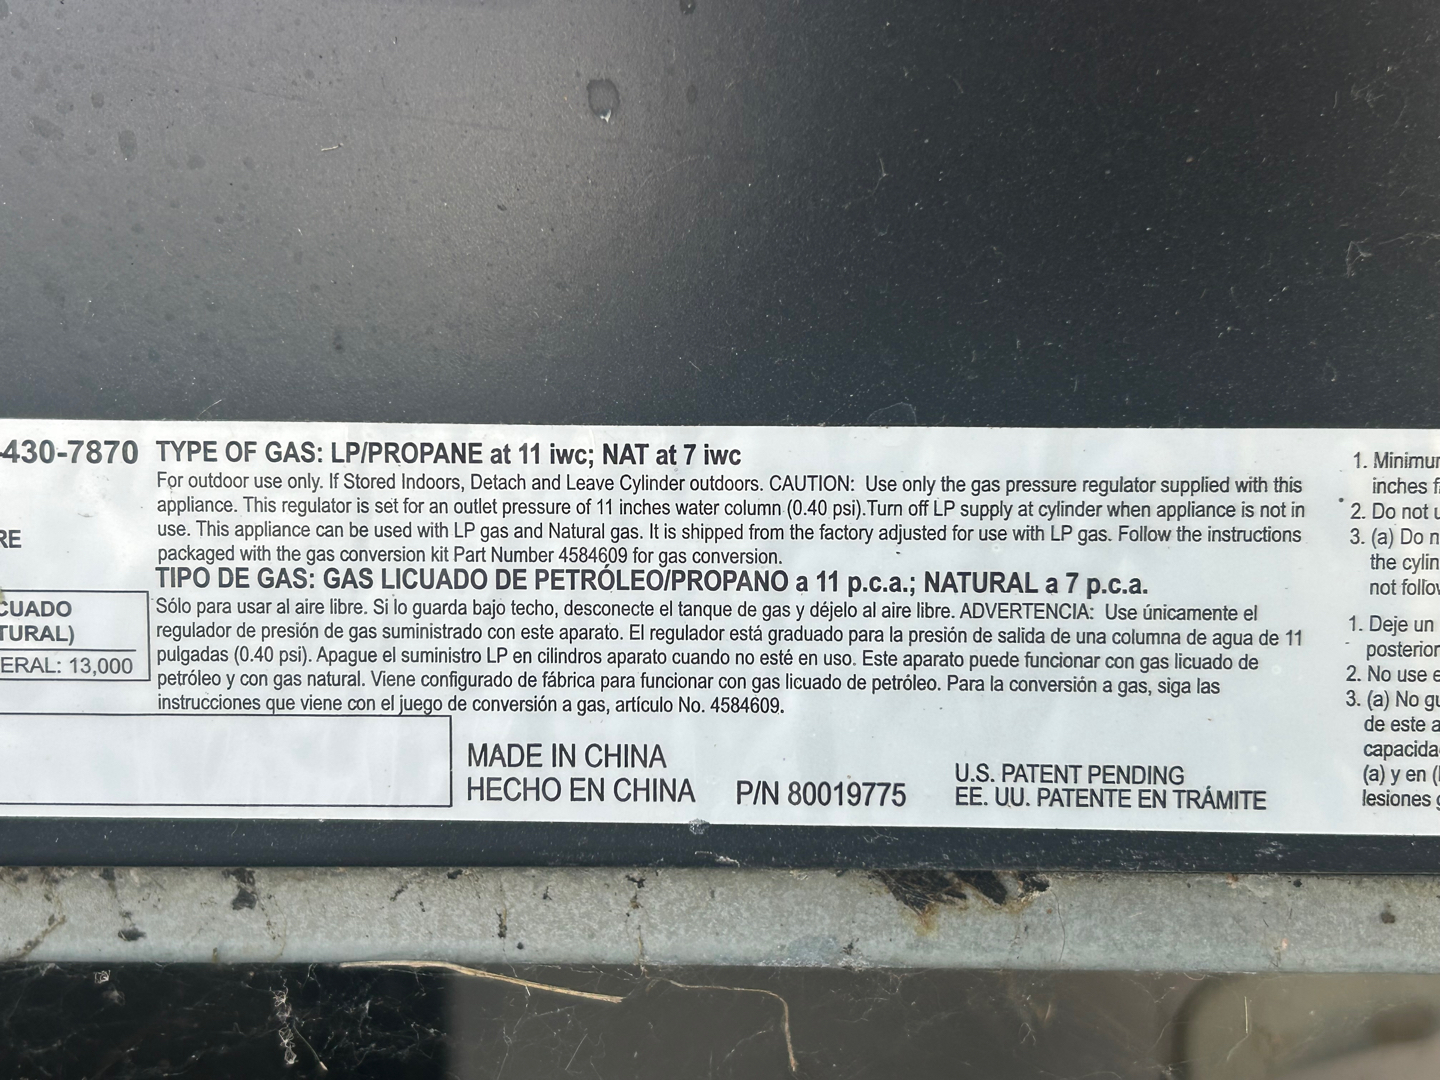 -430-7870
RE
CUADO
TURAL)
ERAL: 13,000
TYPE OF GAS: LP/PROPANE at 11 iwc; NAT at 7 iwc
For outdoor use only. If Stored Indoors, Detach and Leave Cylinder outdoors. CAUTION: Use only the gas pressure regulator supplied with this
appliance. This regulator is set for an outlet pressure of 11 inches water column (0.40 psi).Turn off LP supply at cylinder when appliance is not in
use. This appliance can be used with LP gas and Natural gas. It is shipped from the factory adjusted for use with LP gas. Follow the instructions
packaged with the gas conversion kit Part Number 4584609 for gas conversion.
TIPO DE GAS: GAS LICUADO DE PETRÓLEO/PROPANO a 11 p.c.a.; NATURAL a 7 p.c.a.
Sólo para usar al aire libre. Si lo guarda bajo techo, desconecte el tanque de gas y déjelo al aire libre. ADVERTENCIA: Use únicamente el
regulador de presión de gas suministrado con este aparato. El regulador está graduado para la presión de salida de una columna de agua de 11
pulgadas (0.40 psi). Apague el suministro LP en cilindros aparato cuando no esté en uso. Este aparato puede funcionar con gas licuado de
petróleo y con gas natural. Viene configurado de fábrica para funcionar con gas licuado de petróleo. Para la conversión a gas, siga las
instrucciones que viene con el juego de conversión a gas, artículo No. 4584609.
MADE IN CHINA
HECHO EN CHINA
P/N 80019775
U.S. PATENT PENDING
EE. UU. PATENTE EN TRÁMITE
1. Minimu
inches f
2. Do not u
3. (a) Do n
the cylin
not follow
1. Deje un
posterior
2. No use e
3. (a) No gu
de este a
capacida
(a) y en (
lesiones g